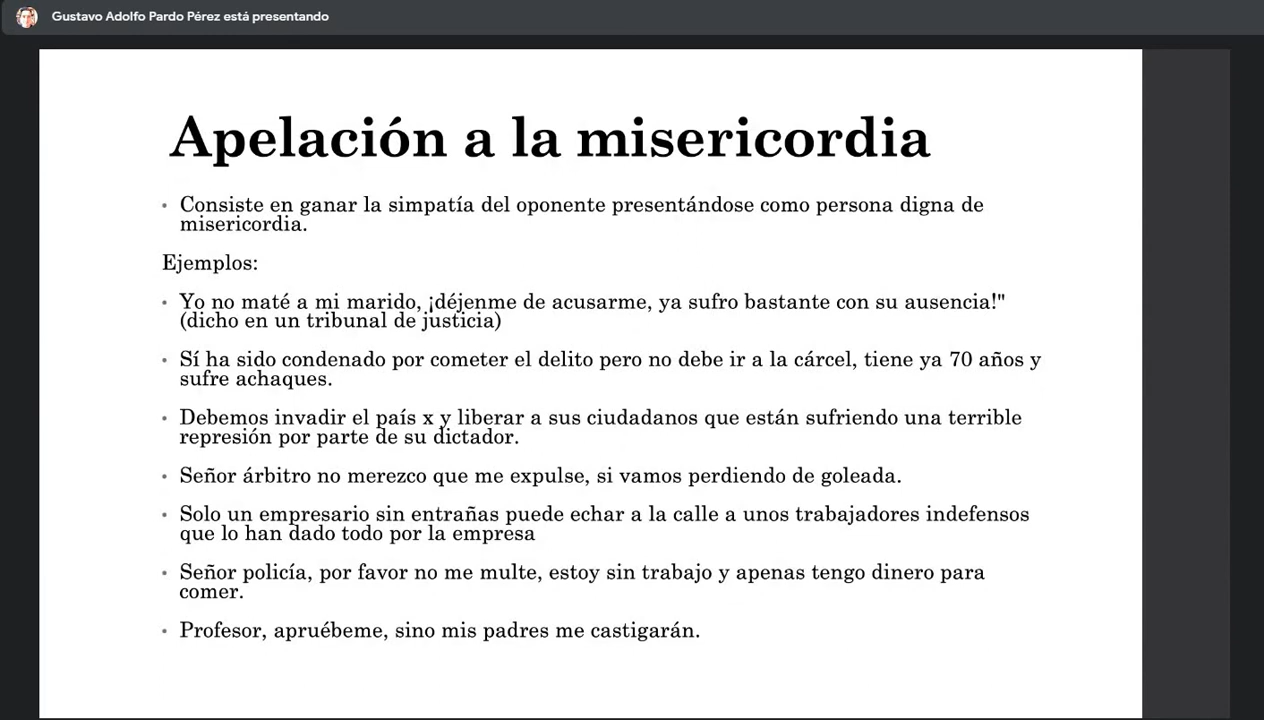 Gustavo Adolfo Pardo Pérez está presentando
Apelación a la misericordia
• Consiste en ganar la simpatía del oponente presentándose como persona digna de
misericordia.
Ejemplos:
• Yo no maté a mi marido, ¡déjenme de acusarme, ya sufro bastante con su ausencia!"
(dicho en un tribunal de justicia)
• Sí ha sido condenado por cometer el delito pero no debe ir a la cárcel, tiene ya 70 años y
sufre achaques.
• Debemos invadir el país x y liberar a sus ciudadanos que están sufriendo una terrible
represión por parte de su dictador.
• Señor árbitro no merezco que me expulse, si vamos perdiendo de goleada.
• Solo un empresario sin entrañas puede echar a la calle a unos trabajadores indefensos
que lo han dado todo por la empresa
• Señor policía, por favor no me multe, estoy sin trabajo y apenas tengo dinero para
comer.
• Profesor, apruébeme, sino mis padres me castigarán.